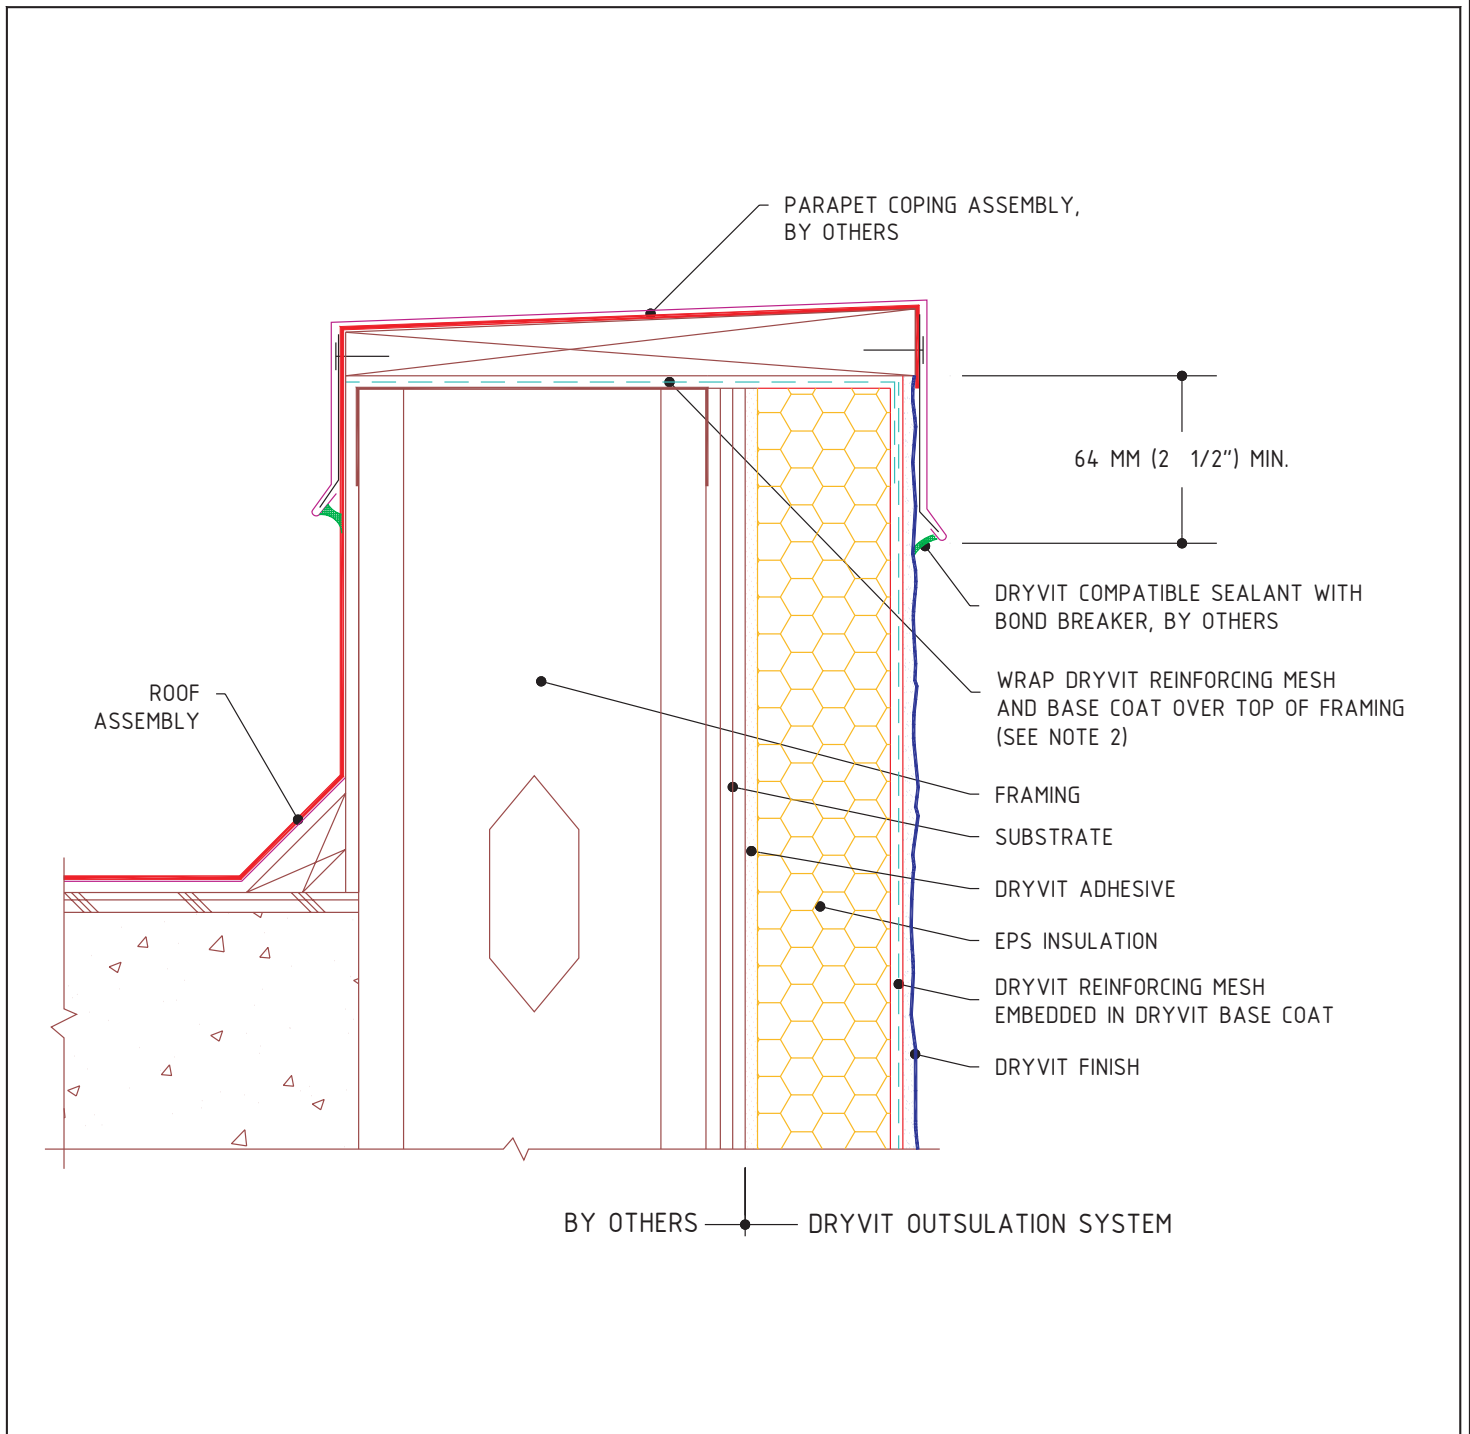 PARAPET COPING ASSEMBLY,
BY OTHERS
64 MM (2 1/2") MIN.
DRYVIT COMPATIBLE SEALANT WITH
BOND BREAKER, BY OTHERS
WRAP DRYVIT REINFORCING MESH
AND BASE COAT OVER TOP OF FRAMING
(SEE NOTE 2)
ROOF
ASSEMBLY
FRAMING
SUBSTRATE
DRYVIT ADHESIVE
EPS INSULATION
DRYVIT REINFORCING MESH
EMBEDDED IN DRYVIT BASE COAT
DRYVIT FINISH
BY OTHERS
DRYVIT OUTSULATION SYSTEM